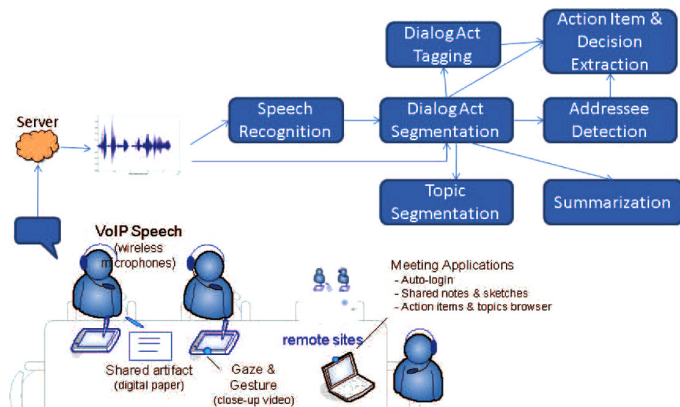 Dialog Act
Tagging
Action Item &
Decision
Extraction
Server
Speech
Recognition
Dialog Act
Segmentation
Addressee
Detection
Topic
Segmentation
Summarization
VoIP Speech
(wireless
microphones)
Meeting Applications
- Auto-login
- Shared notes & sketches
- Action items & topics browser
remote sites
Shared artifact
(digital paper)
Gaze &
Gesture
(close-up video)